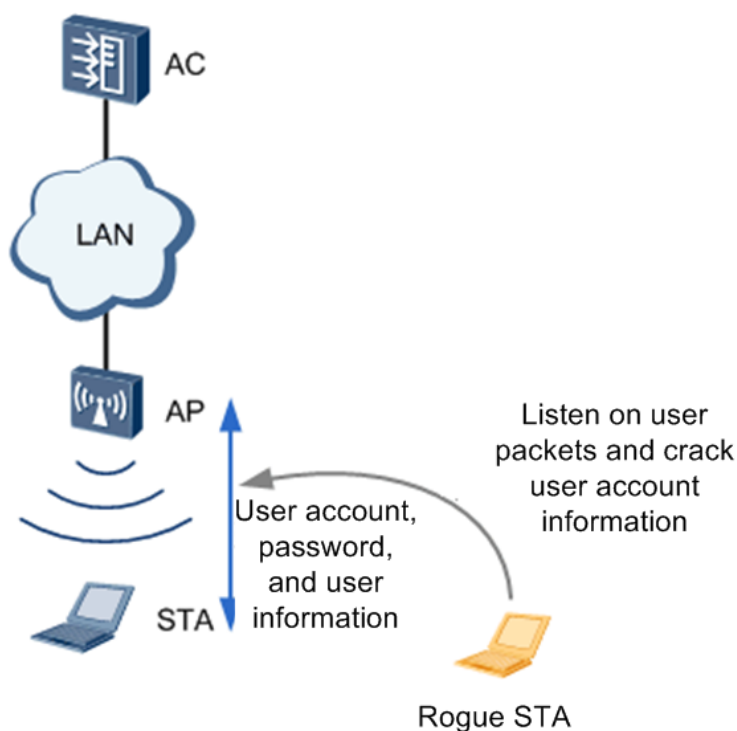 AC
LAN
AP
Listen on user
packets and crack
user account
information
User account,
password,
and user
information
STA
Rogue STA